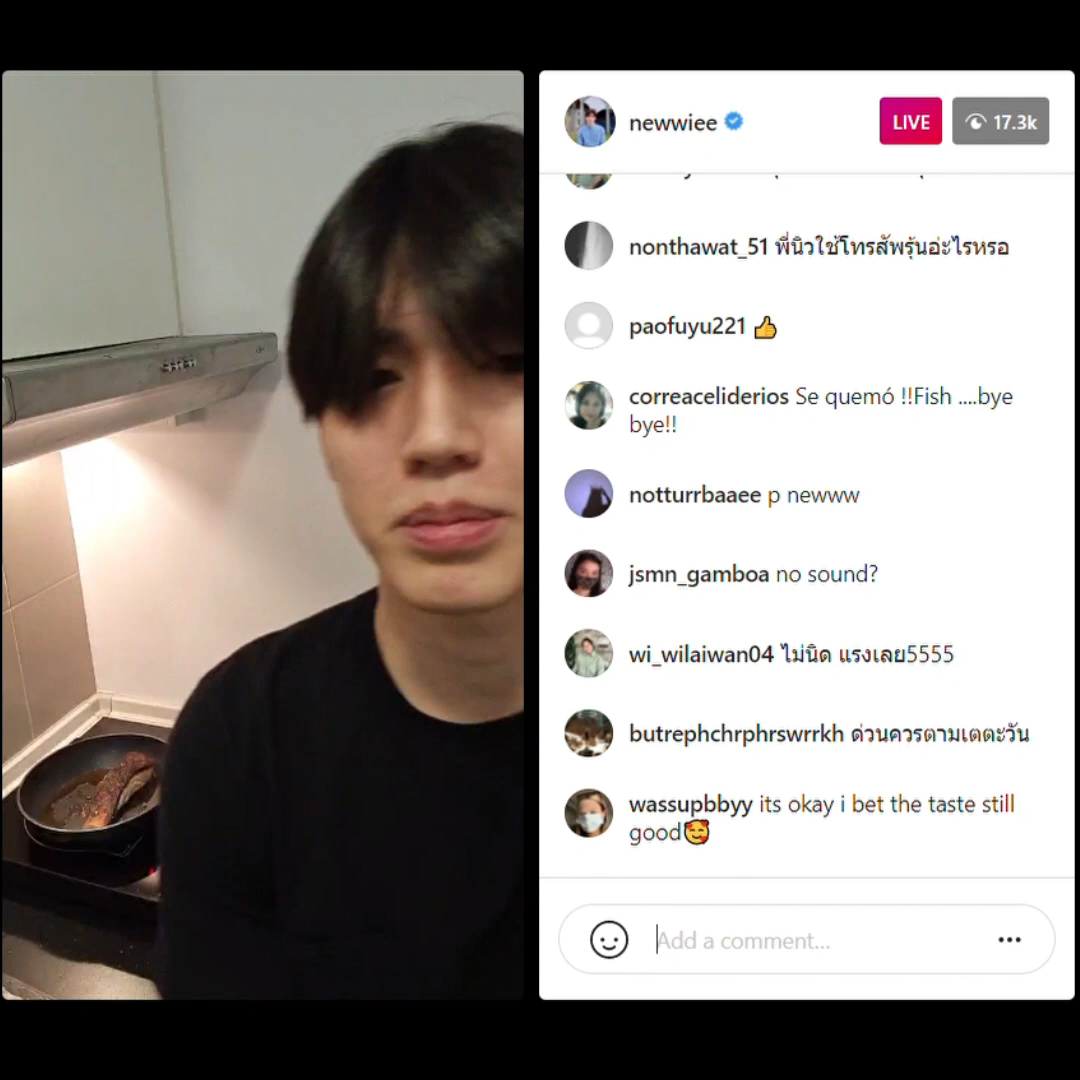 newwiee
LIVE
17.3k
nonthawat_51 พี่นิวใช้โทรสัพรุ้นอ่ะไรหรอ
paofuyu221 👍
correaceliderios Se quemó !!Fish ....bye
bye!!
notturrbaaee p newww
jsmn_gamboa no sound?
wi_wilaiwan04 ไม่นิด แรงเลย5555
butrephchrphrswrrkh ด่วนควรตามเตตะวัน
wassupbbyy its okay i bet the taste still
good🥰
Add a comment...